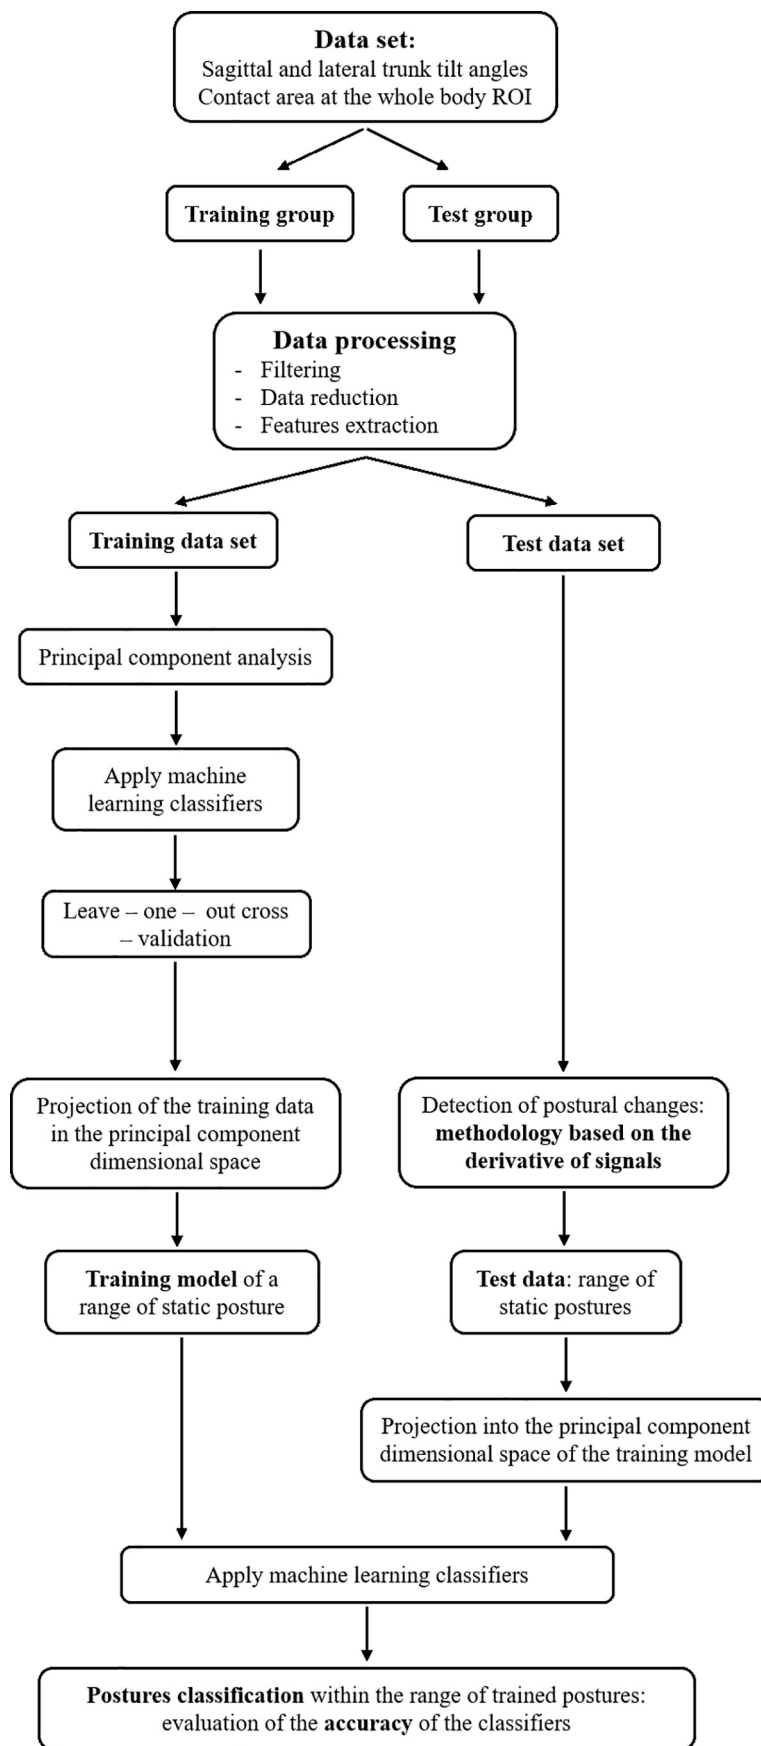 Data set:
Sagittal and lateral trunk tilt angles
Contact area at the whole body ROI
Training group
Test group
Data processing
- Filtering
- Data reduction
- Features extraction
Training data set
Test data set
Principal component analysis
Apply machine
learning classifiers
Leave – one – out cross
– validation
Projection of the training data
in the principal component
dimensional space
Detection of postural changes:
methodology based on the
derivative of signals
Training model of a
range of static posture
Test data: range of
static postures
Projection into the principal component
dimensional space of the training model
Apply machine learning classifiers
Postures classification within the range of trained postures:
evaluation of the accuracy of the classifiers